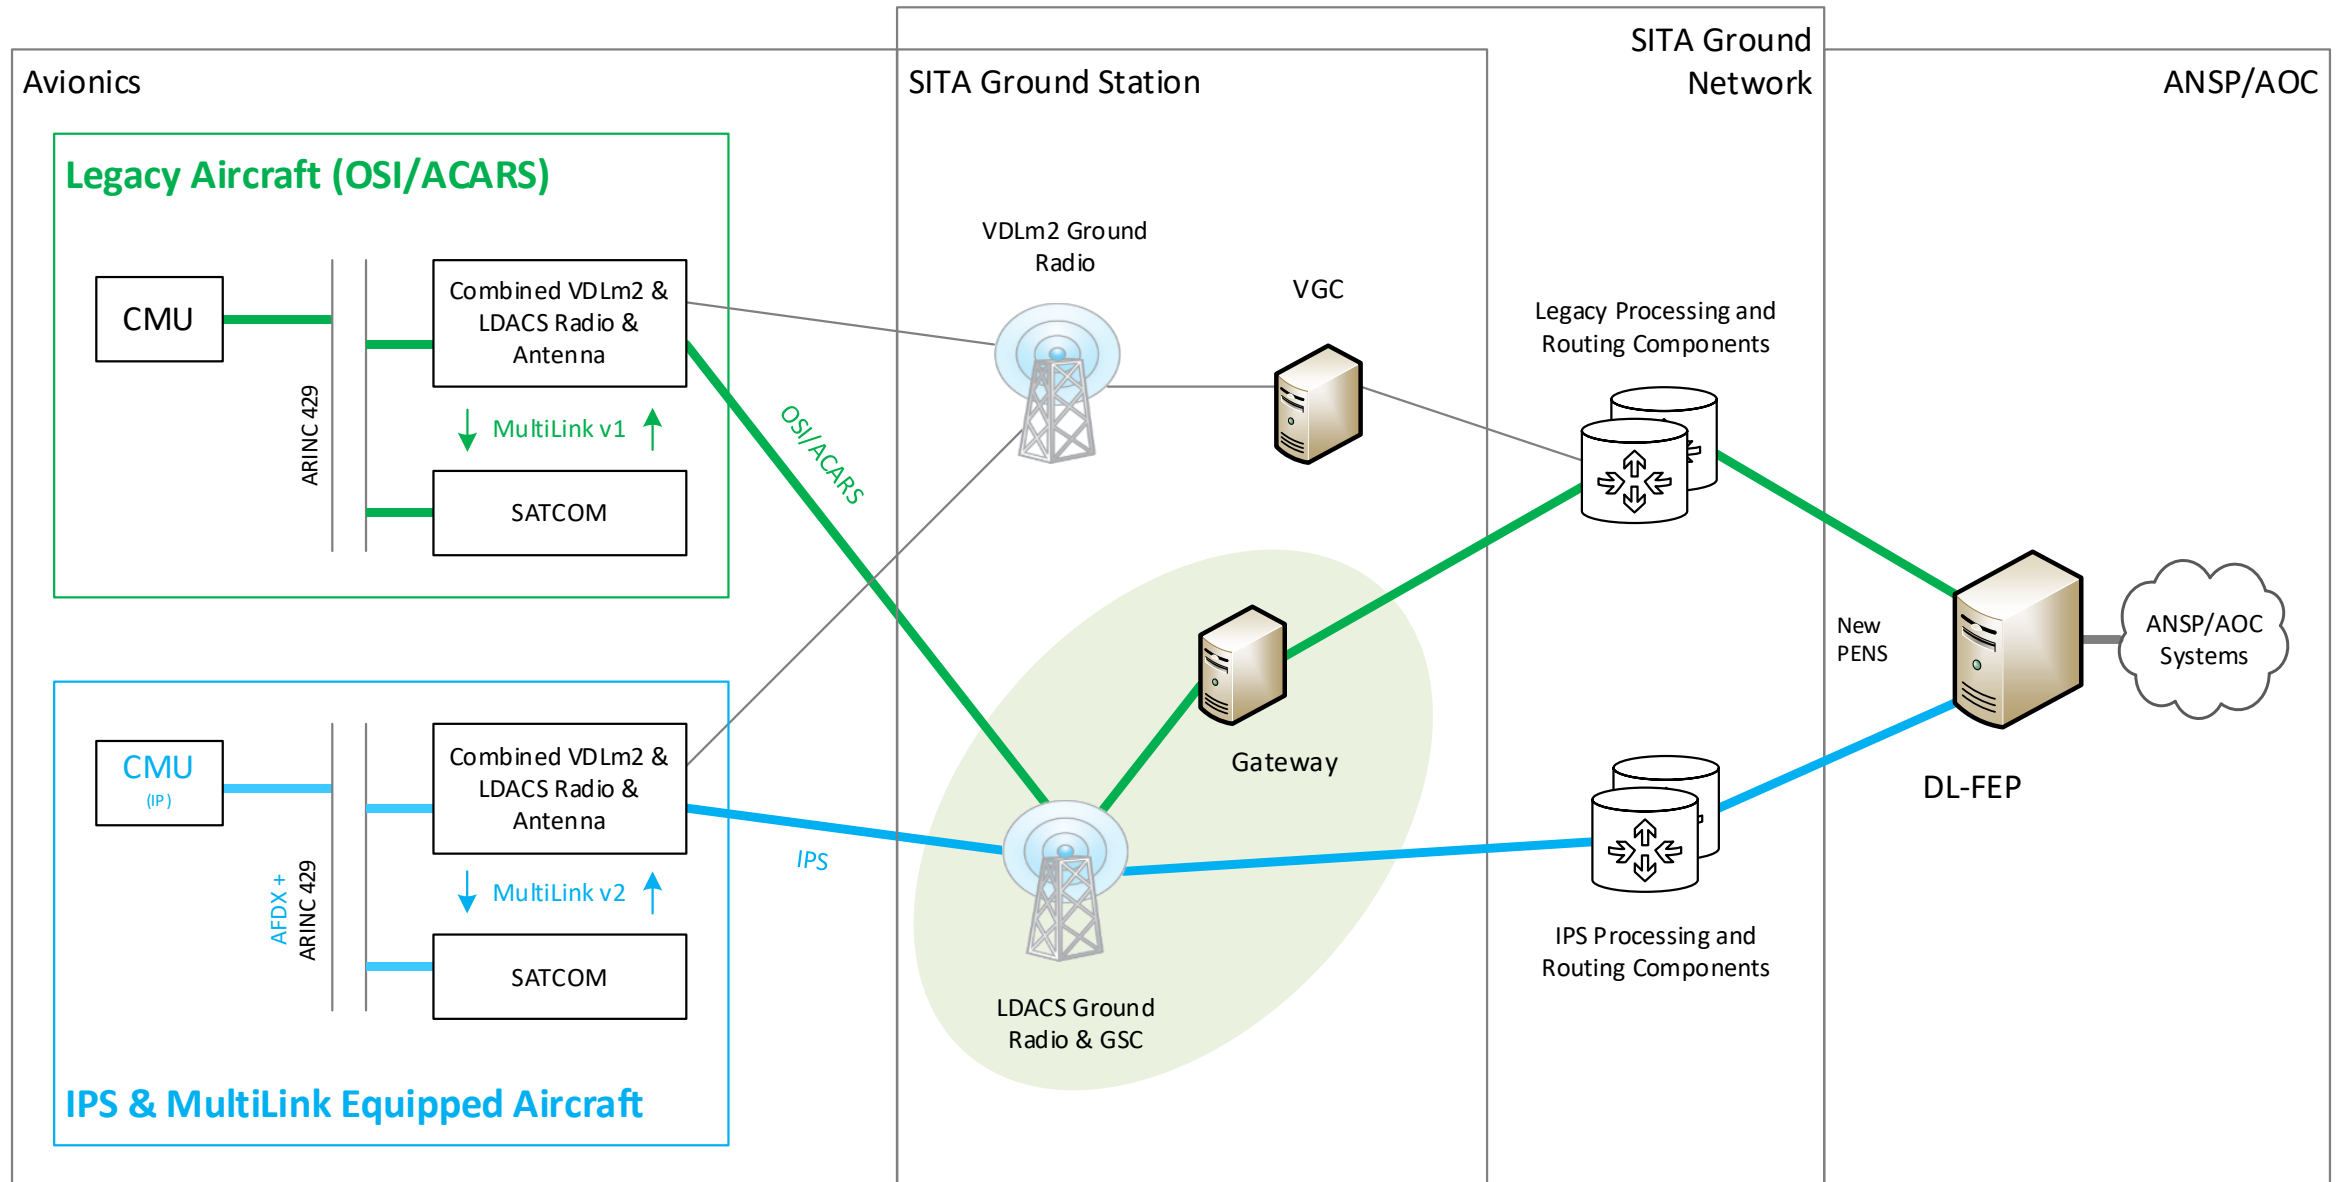 Avionics
SITA Ground Station
SITA Ground
Network
ANSP/AOC
Legacy Aircraft (OSI/ACARS)
CMU
ARINC 429
Combined VDLm2 &
LDACS Radio &
Antenna
MultiLink v1
SATCOM
OSI/ACARS
VDLm2 Ground
Radio
VGC
Legacy Processing and
Routing Components
Gateway
New
PENS
DL-FEP
ANSP/AOC
Systems
CMU
(IP)
AFDX +
ARINC 429
Combined VDLm2 &
LDACS Radio &
Antenna
MultiLink v2
SATCOM
IPS
LDACS Ground
Radio & GSC
IPS Processing and
Routing Components
IPS & MultiLink Equipped Aircraft